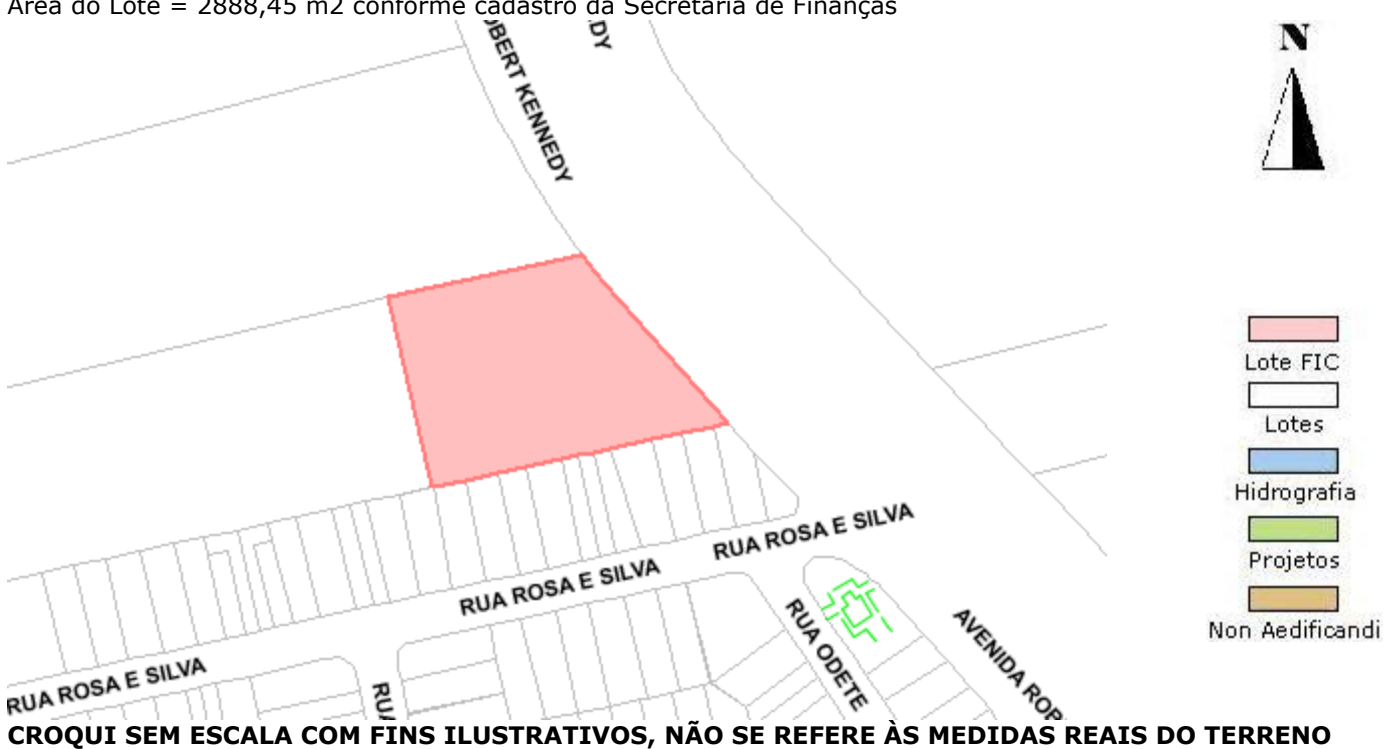 Área do Lote = 2888,45 m2 conforme cadastro da Secretaria de Finanças
N
KENNEDY
RUA ROSA E SILVA
RUA ROSA E SILVA
RUA ROSA E SILVA
RUA ODETE
AVENIDA
RUA
Lote FIC
Lotes
Hidrografia
Projetos
Non Aedificandi
CROQUI SEM ESCALA COM FINS ILUSTRATIVOS, NÃO SE REFERE ÀS MEDIDAS REAIS DO TERRENO